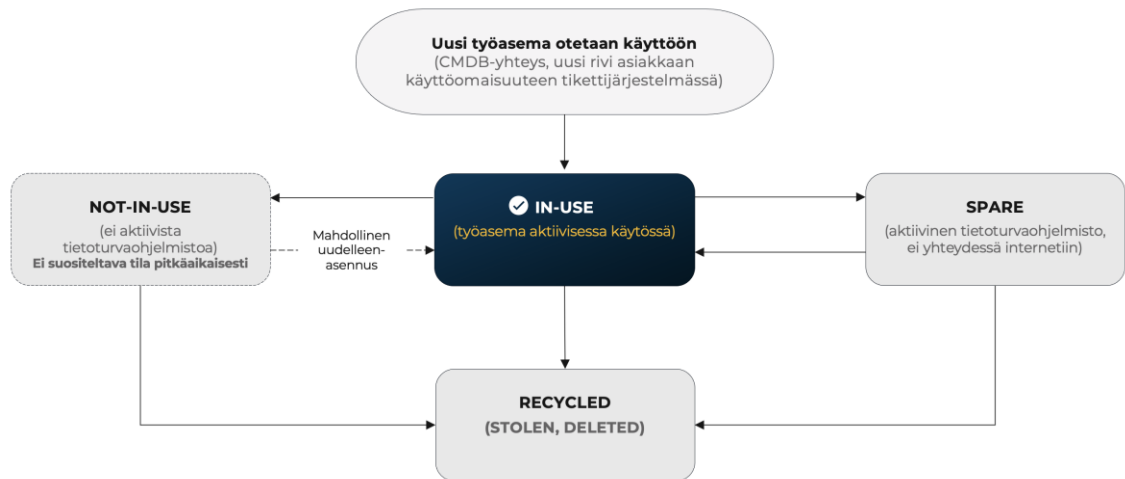 Uusi työasema otetaan käyttöön
(CMDB-yhteys, uusi rivi asiakkaan
käyttöomaisuuteen tikettijärjestelmässä)
NOT-IN-USE
(ei aktiivista
tietoturvaohjelmistoa)
Ei suositeltava tila pitkäaikaisesti
Mahdollinen
uudelleen-
asennus
IN-USE
(työasema aktiivisessa käytössä)
SPARE
(aktiivinen tietoturvaohjelmisto,
ei yhteydessä internetiin)
RECYCLED
(STOLEN, DELETED)